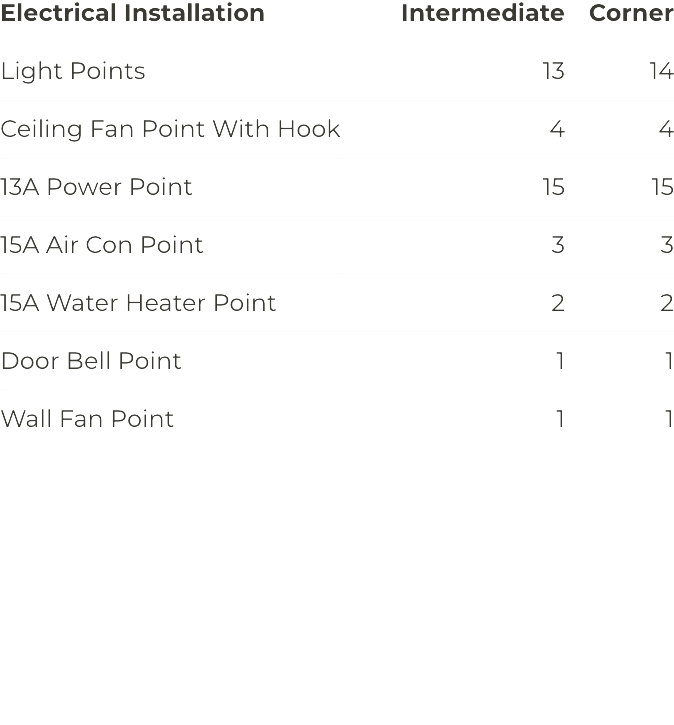 Electrical Installation Intermediate Corner
Light Points 13 14
Ceiling Fan Point With Hook 4 4
13A Power Point 15 15
15A Air Con Point 3 3
15A Water Heater Point 2 2
Door Bell Point 1 1
Wall Fan Point 1 1